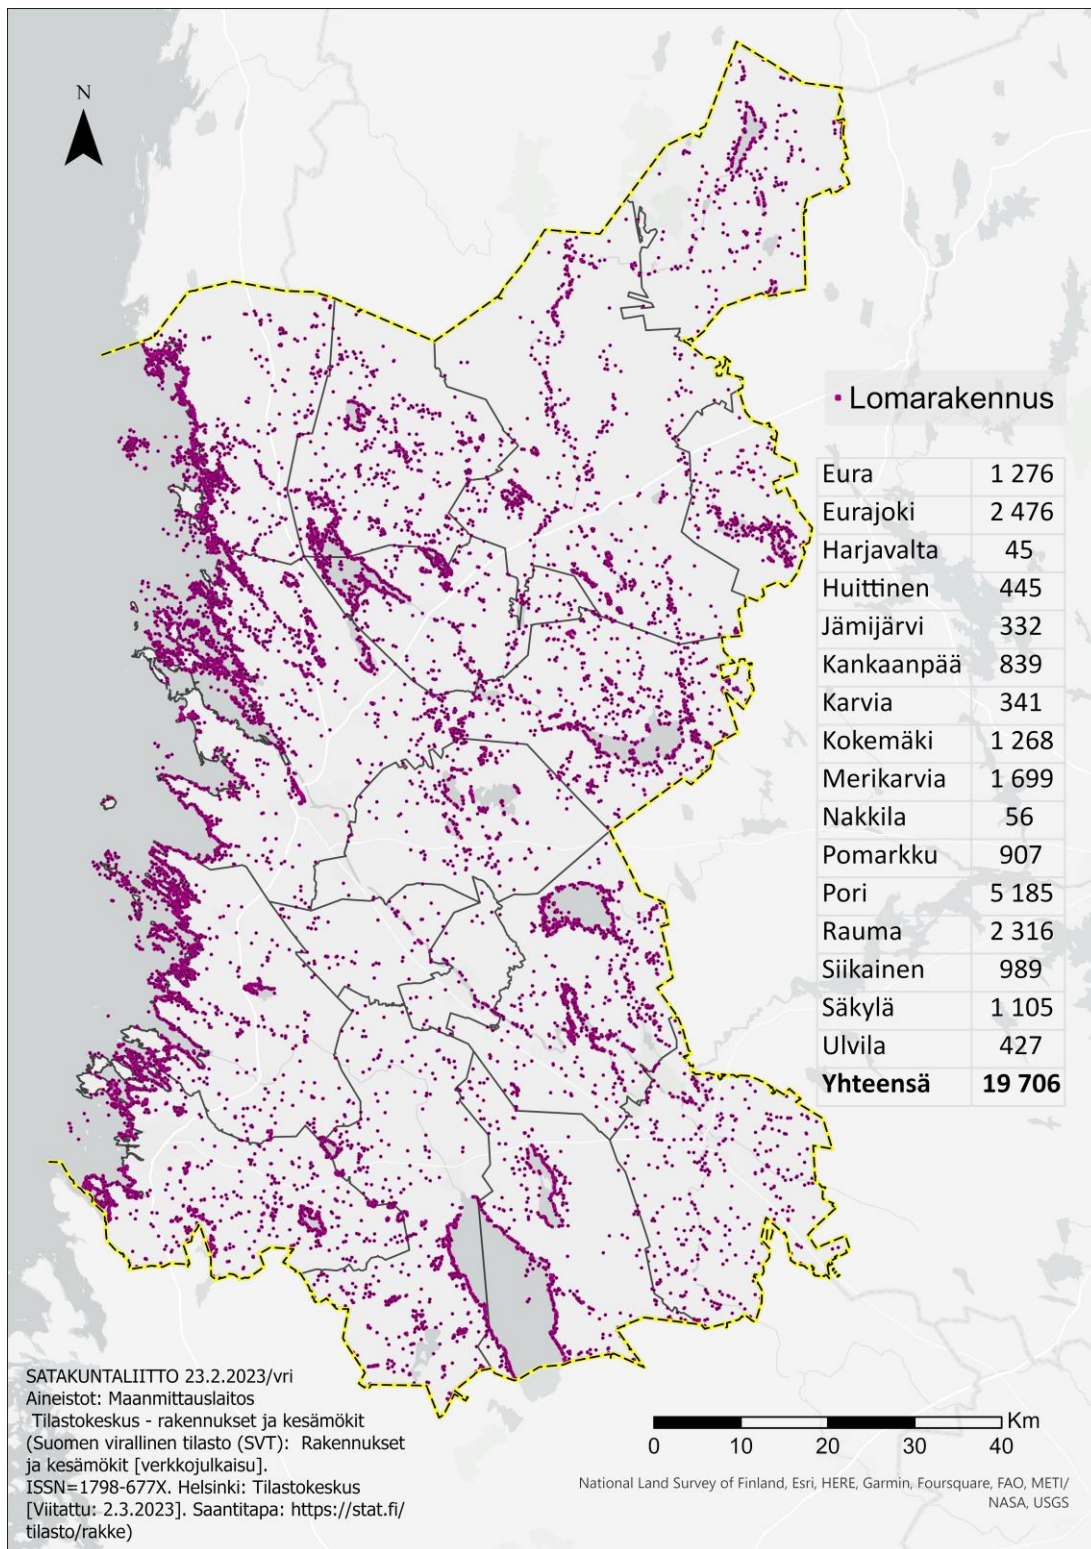 N
Lomarakennus
Eura 1 276
Eurajoki 2 476
Harjavalta 45
Huittinen 445
Jämijärvi 332
Kankaanpää 839
Karvia 341
Kokemäki 1 268
Merikarvia 1 699
Nakkila 56
Pomarkku 907
Pori 5 185
Rauma 2 316
Siikainen 989
Säkylä 1 105
Ulvila 427
Yhteensä 19 706
SATAKUNTALIITTO 23.2.2023/vri
Aineistot: Maanmittauslaitos
Tilastokeskus - rakennukset ja kesämökit
(Suomen virallinen tilasto (SVT): Rakennukset
ja kesämökit [verkkojulkaisu].
ISSN=1798-677X. Helsinki: Tilastokeskus
[Viitattu: 2.3.2023]. Saantitapa: https://stat.fi/
tilasto/rakke)
Km
0 10 20 30 40
National Land Survey of Finland, Esri, HERE, Garmin, Foursquare, FAO, METI/
NASA, USGS